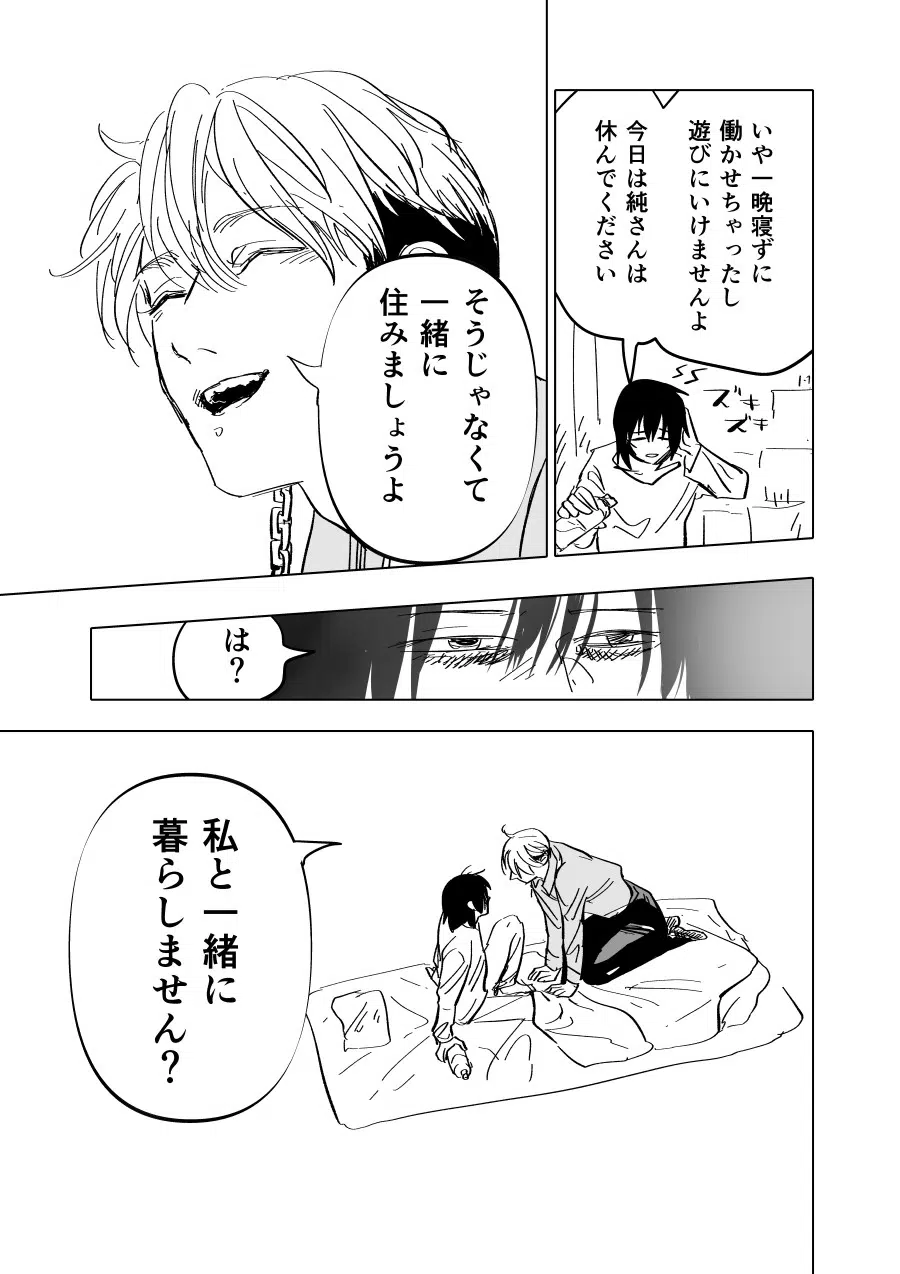 いや一晩寝ずに
働かせちゃったし
遊びにいけませんよ
今日は純さんは
休んでください
ズキ
ズキ
そうじゃなくて
一緒に
住みましょうよ
は？
私と一緒に
暮らしません？